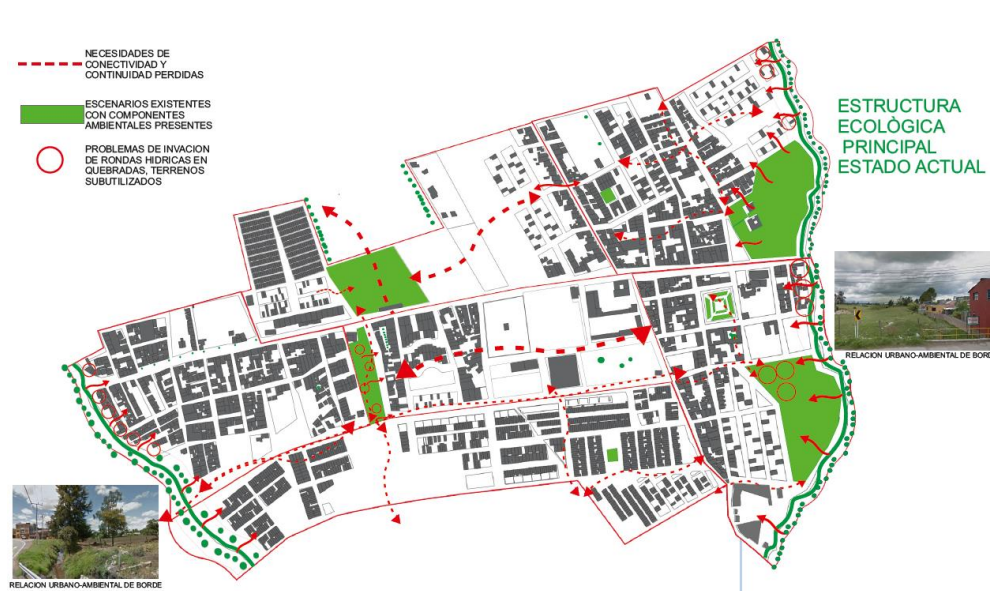 NECESIDADES DE
CONECTIVIDAD Y
CONTINUIDAD PERDIDAS
ESCENARIOS EXISTENTES
CON COMPONENTES
AMBIENTALES PRESENTES
PROBLEMAS DE INVACION
DE RONDAS HIDRICAS EN
QUEBRADAS, TERRENOS
SUBUTILIZADOS
ESTRUCTURA
ECOLÒGICA
PRINCIPAL
ESTADO ACTUAL
RELACION URBANO-AMBIENTAL DE BORDE
RELACION URBANO-AMBIENTAL DE BORDE